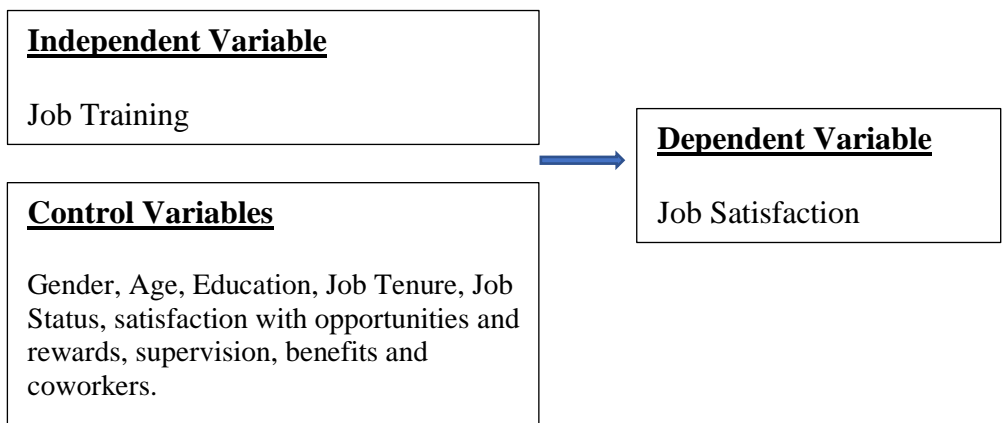 Independent Variable
Job Training
Control Variables
Gender, Age, Education, Job Tenure, Job
Status, satisfaction with opportunities and
rewards, supervision, benefits and
coworkers.
Dependent Variable
Job Satisfaction